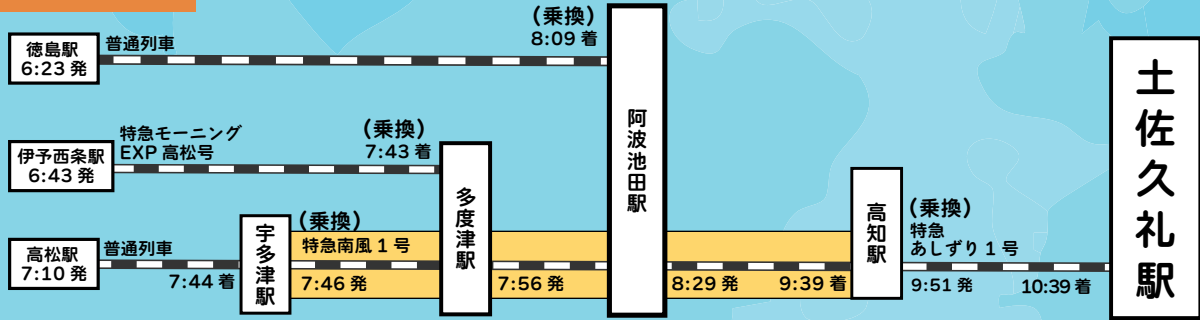 徳島駅
6:23 発
普通列車
(乗換)
8:09 着
伊予西条駅
6:43 発
特急モーニング
EXP 高松号
(乗換)
7:43 着
高松駅
7:10 発
普通列車
7:44 着
宇多津駅
(乗換)
特急南風 1 号
7:46 発
多度津駅
7:56 発
阿波池田駅
8:29 発
9:39 着
高知駅
(乗換)
特急
あしずり 1 号
9:51 発
10:39 着
土佐久礼駅